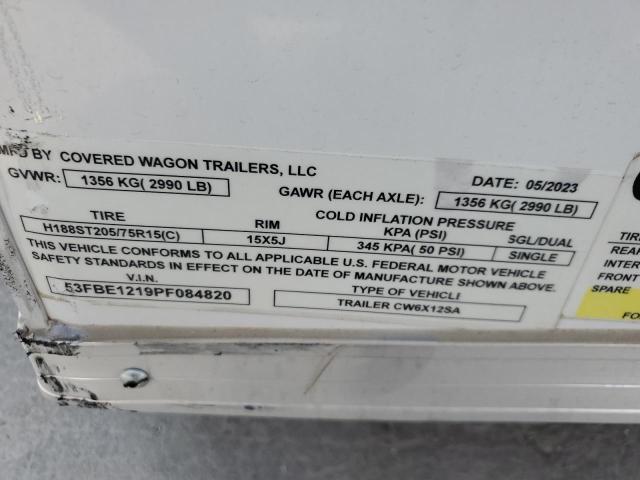 MFD BY COVERED WAGON TRAILERS, LLC
GVWR: 1356 KG( 2990 LB)
DATE: 05/2023
GAWR (EACH AXLE): 1356 KG( 2990 LB)
TIRE RIM COLD INFLATION PRESSURE KPA (PSI) SGL/DUAL
H188ST205/75R15(C) 15X5J 345 KPA( 50 PSI) SINGLE
THIS VEHICLE CONFORMS TO ALL APPLICABLE U.S. FEDERAL MOTOR VEHICLE
SAFETY STANDARDS IN EFFECT ON THE DATE OF MANUFACTURE SHOWN ABOVE.
V.I.N. TYPE OF VEHICLI
53FBE1219PF084820 TRAILER CW6X12SA
TIRE
REAR
INTER
FRONT
SPARE
FO